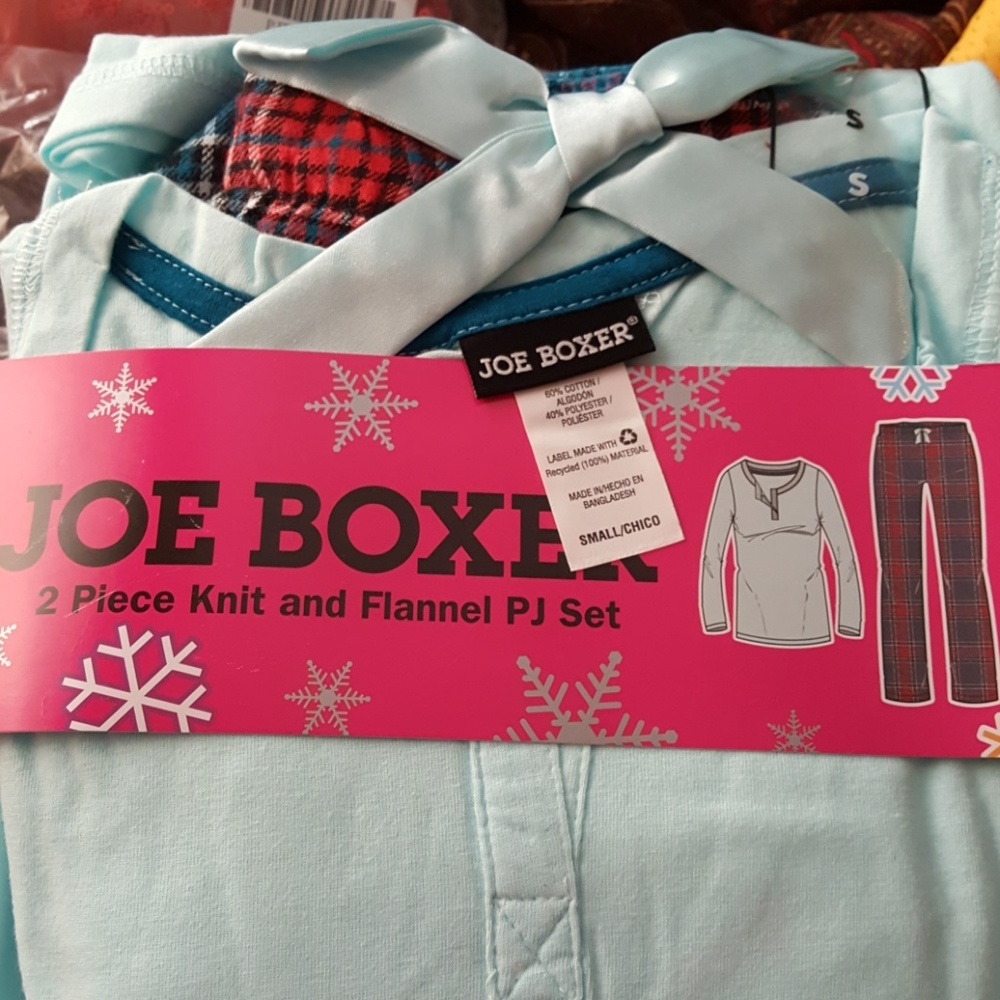 S
S
JOE BOXER®
60% COTTON /
ALGODÓN
40% POLYESTER /
POLIÉSTER
LABEL MADE WITH
Recycled (100%) MATERIAL
MADE IN/HECHO EN
BANGLADESH
SMALL/CHICO
JOE BOXER
2 Piece Knit and Flannel PJ Set